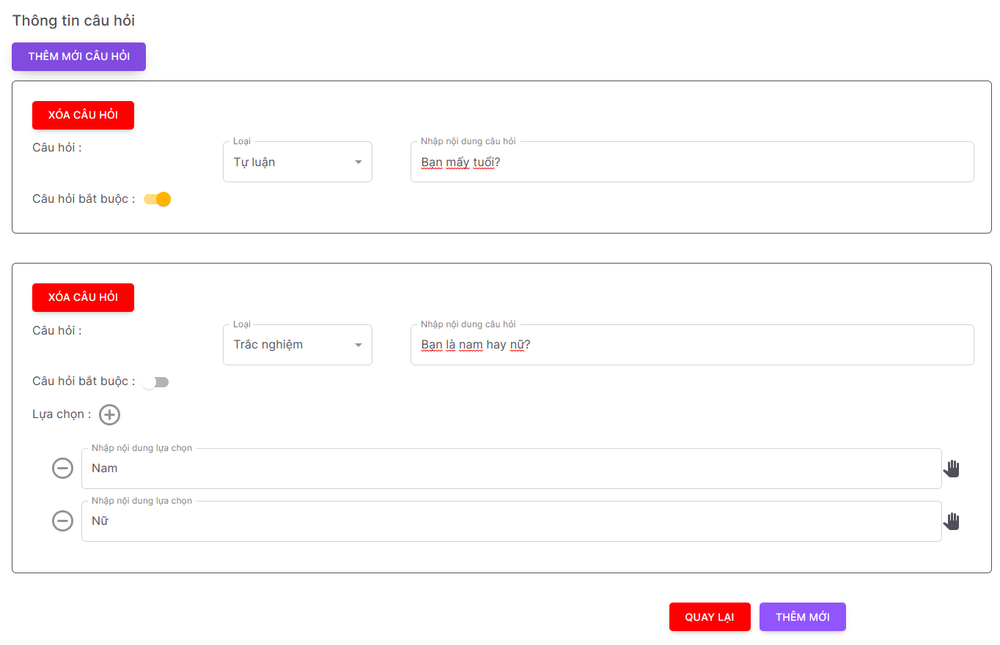 Thông tin câu hỏi
THÊM MỚI CÂU HỎI
XÓA CÂU HỎI
Loại
Nhập nội dung câu hỏi
Câu hỏi :
Tự luận
Bạn mấy tuổi?
Câu hỏi bắt buộc :
XÓA CÂU HỎI
Loại
Nhập nội dung câu hỏi
Câu hỏi :
Trắc nghiệm
Bạn là nam hay nữ?
Câu hỏi bắt buộc :
Lựa chọn :
Nhập nội dung lựa chọn
Nam
Nhập nội dung lựa chọn
Nữ
QUAY LẠI
THÊM MỚI